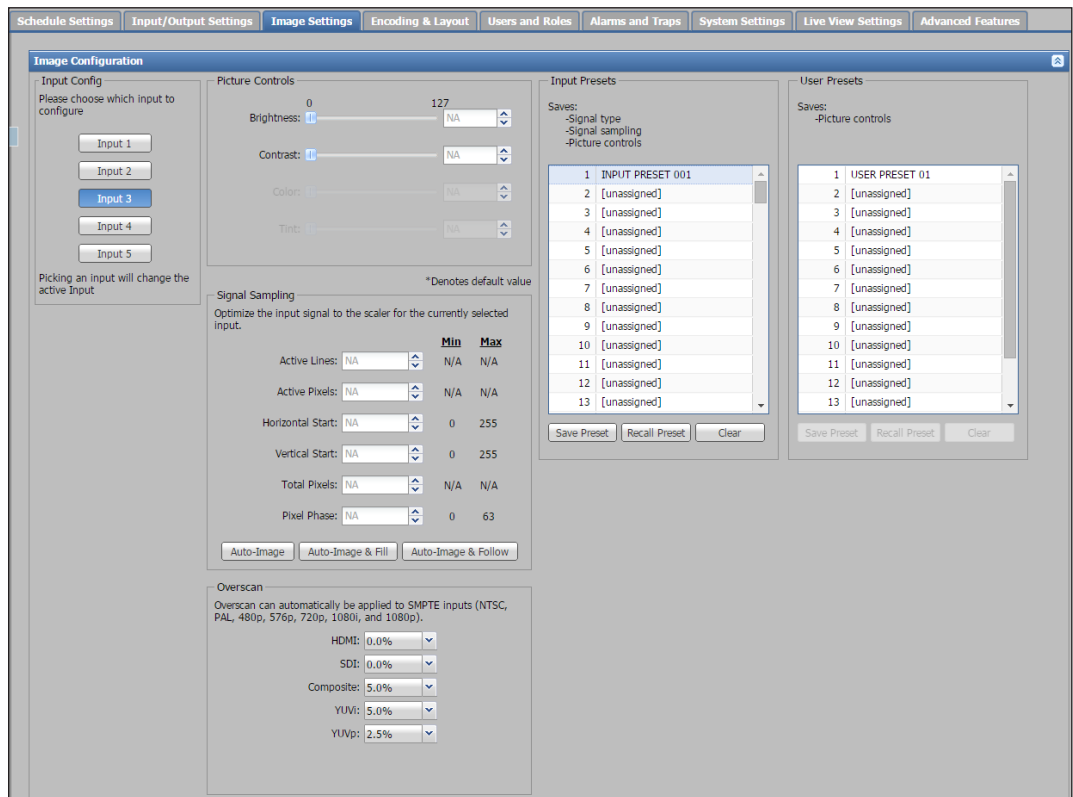 Schedule Settings
Input/Output Settings
Image Settings
Encoding & Layout
Users and Roles
Alarms and Traps
System Settings
Live View Settings
Advanced Features
Image Configuration
Input Config
Please choose which input to
configure
Input 1
Input 2
Input 3
Input 4
Input 5
Picking an input will change the
active Input
Picture Controls
0 127
Brightness: NA
Contrast: NA
Color: NA
Tint: NA
*Denotes default value
Signal Sampling
Optimize the input signal to the scaler for the currently selected
input.
Min Max
Active Lines: NA N/A N/A
Active Pixels: NA N/A N/A
Horizontal Start: NA 0 255
Vertical Start: NA 0 255
Total Pixels: NA N/A N/A
Pixel Phase: NA 0 63
Auto-Image
Auto-Image & Fill
Auto-Image & Follow
Overscan
Overscan can automatically be applied to SMPTE inputs (NTSC,
PAL, 480p, 576p, 720p, 1080i, and 1080p).
HDMI: 0.0%
SDI: 0.0%
Composite: 5.0%
YUVi: 5.0%
YUVp: 2.5%
Input Presets
Saves:
-Signal type
-Signal sampling
-Picture controls
1 INPUT PRESET 001
2 [unassigned]
3 [unassigned]
4 [unassigned]
5 [unassigned]
6 [unassigned]
7 [unassigned]
8 [unassigned]
9 [unassigned]
10 [unassigned]
11 [unassigned]
12 [unassigned]
13 [unassigned]
Save Preset
Recall Preset
Clear
User Presets
Saves:
-Picture controls
1 USER PRESET 01
2 [unassigned]
3 [unassigned]
4 [unassigned]
5 [unassigned]
6 [unassigned]
7 [unassigned]
8 [unassigned]
9 [unassigned]
10 [unassigned]
11 [unassigned]
12 [unassigned]
13 [unassigned]
Save Preset
Recall Preset
Clear